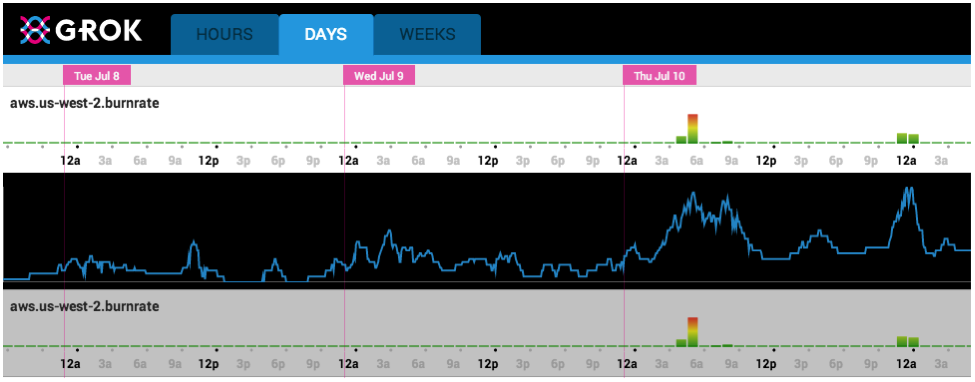 GROK HOURS DAYS WEEKS
Tue Jul 8 Wed Jul 9 Thu Jul 10
aws.us-west-2.burnrate
12a 3a 6a 9a 12p 3p 6p 9p 12a 3a 6a 9a 12p 3p 6p 9p 12a 3a 6a 9a 12p 3p 6p 9p 12a 3a
aws.us-west-2.burnrate
12a 3a 6a 9a 12p 3p 6p 9p 12a 3a 6a 9a 12p 3p 6p 9p 12a 3a 6a 9a 12p 3p 6p 9p 12a 3a